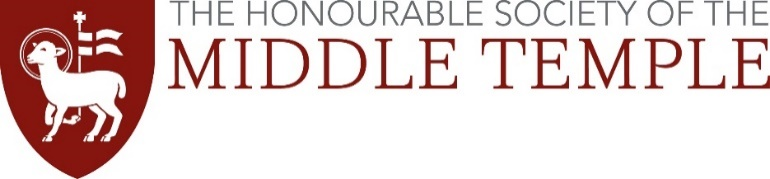 THE HONOURABLE SOCIETY OF THE
MIDDLE TEMPLE